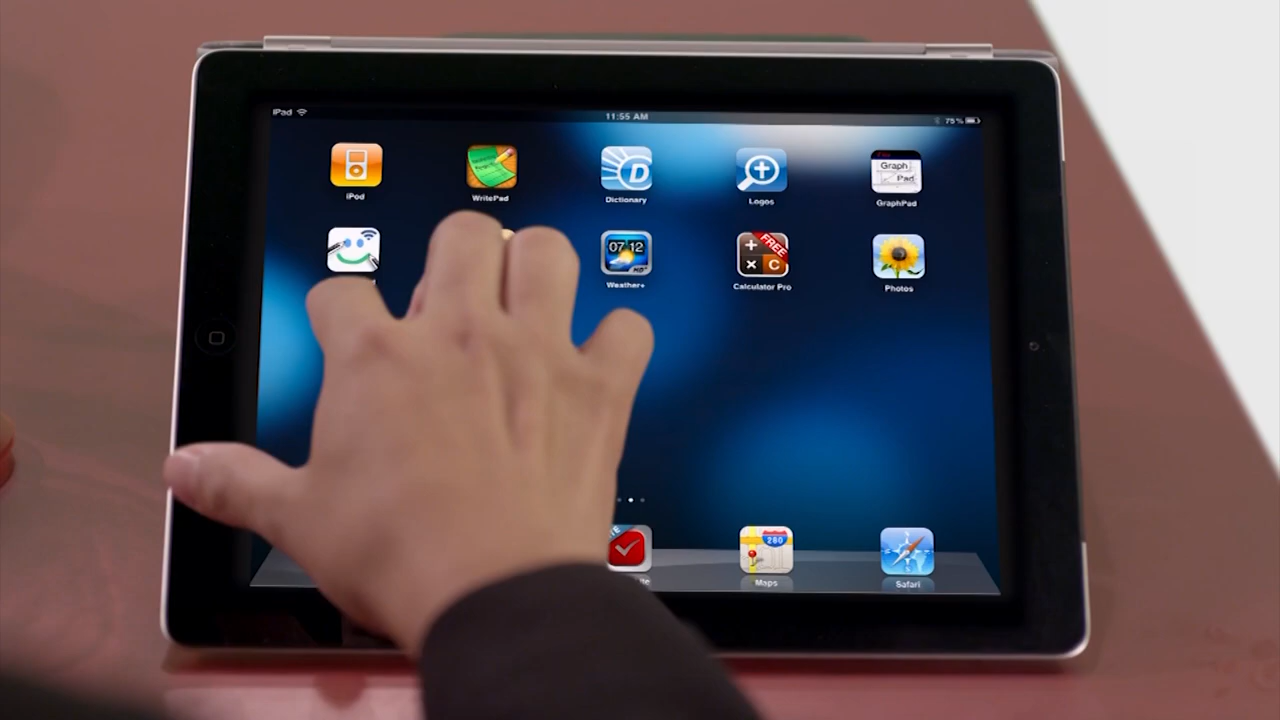 iPad 11:55 AM 75%
iPod WritePad Dictionary Logos GraphPad
D Graph
Pad
07 12 FREE
+
× C
Weather+ Calculator Pro Photos
280
Maps Safari